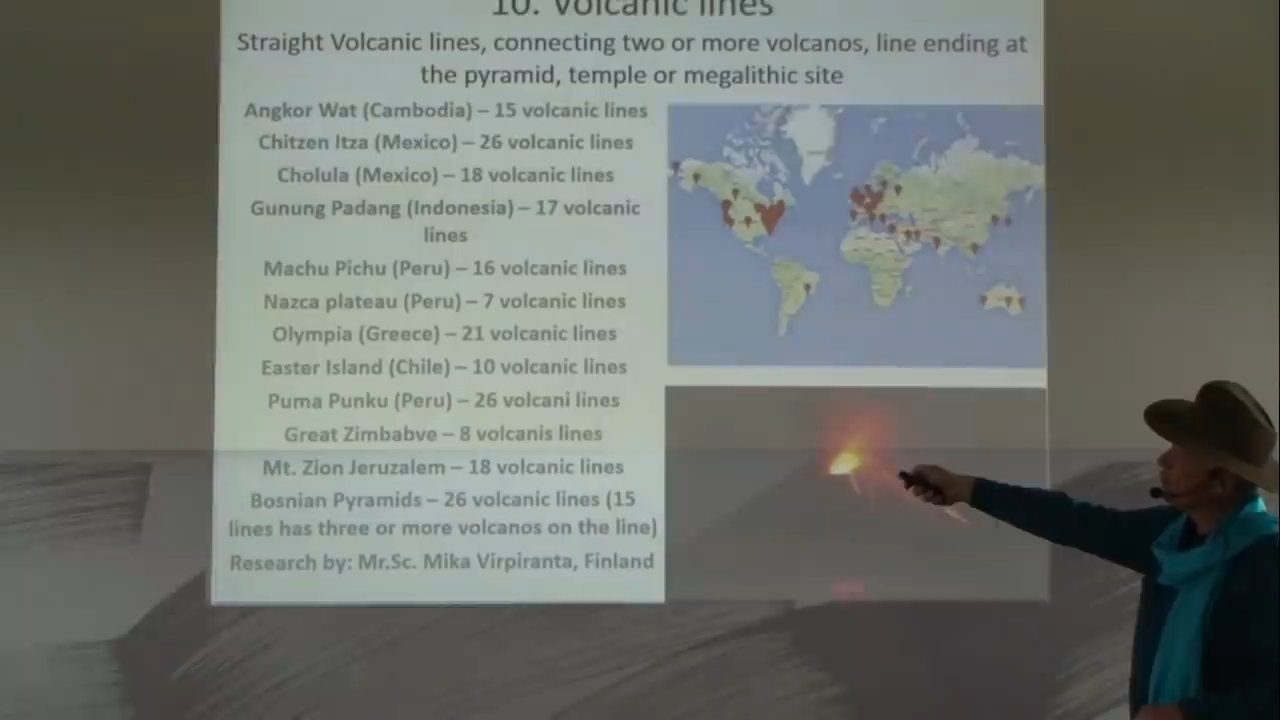 10. Volcanic lines
Straight Volcanic lines, connecting two or more volcanos, line ending at
the pyramid, temple or megalithic site
Angkor Wat (Cambodia) – 15 volcanic lines
Chitzen Itza (Mexico) – 26 volcanic lines
Cholula (Mexico) – 18 volcanic lines
Gunung Padang (Indonesia) – 17 volcanic
lines
Machu Pichu (Peru) – 16 volcanic lines
Nazca plateau (Peru) – 7 volcanic lines
Olympia (Greece) – 21 volcanic lines
Easter Island (Chile) – 10 volcanic lines
Puma Punku (Peru) – 26 volcani lines
Great Zimbabve – 8 volcanis lines
Mt. Zion Jeruzalem – 18 volcanic lines
Bosnian Pyramids – 26 volcanic lines (15
lines has three or more volcanos on the line)
Research by: Mr.Sc. Mika Virpiranta, Finland